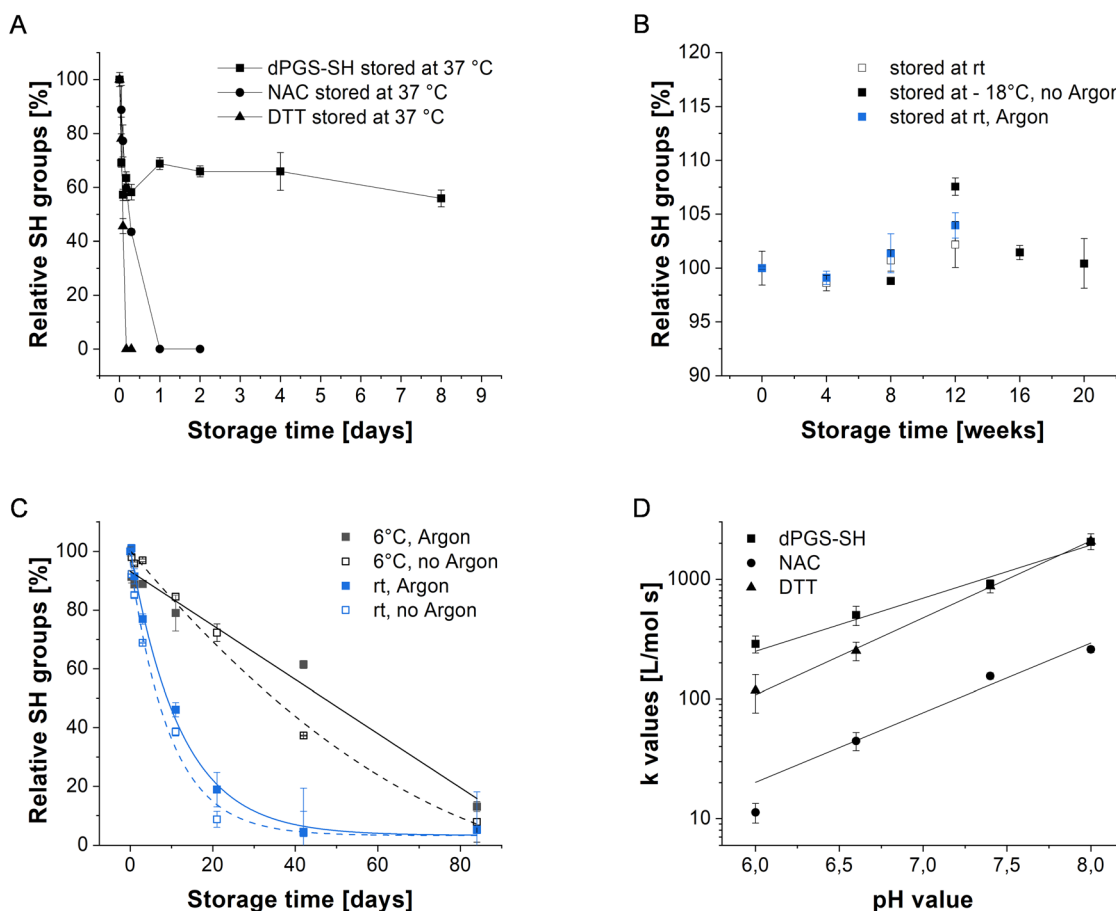 A
Relative SH groups [%]
100
80
60
40
20
0
dPGS-SH stored at 37 °C
NAC stored at 37 °C
DTT stored at 37 °C
0 1 2 3 4 5 6 7 8 9
Storage time [days]
B
Relative SH groups [%]
120
115
110
105
100
95
90
stored at rt
stored at - 18°C, no Argon
stored at rt, Argon
0 4 8 12 16 20
Storage time [weeks]
C
Relative SH groups [%]
100
80
60
40
20
0
6°C, Argon
6°C, no Argon
rt, Argon
rt, no Argon
0 20 40 60 80
Storage time [days]
D
k values [L/mol s]
1000
100
10
dPGS-SH
NAC
DTT
6,0 6,5 7,0 7,5 8,0
pH value